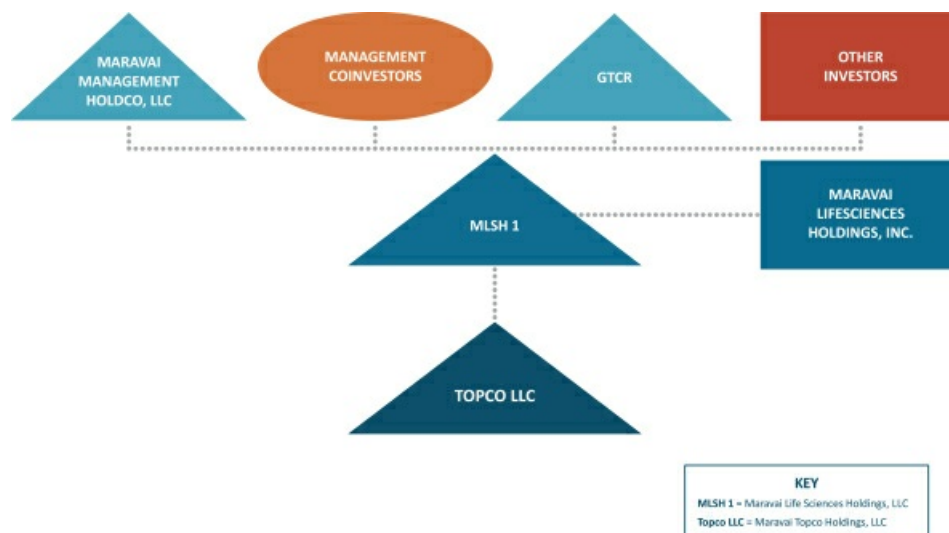 MARAVAI
MANAGEMENT
HOLDCO, LLC
MANAGEMENT
COINVESTORS
GTCR
OTHER
INVESTORS
MLSH 1
MARAVAI
LIFESCIENCES
HOLDINGS, INC.
TOPCO LLC
KEY
MLSH 1 = Maravai Life Sciences Holdings, LLC
Topco LLC = Maravai Topco Holdings, LLC